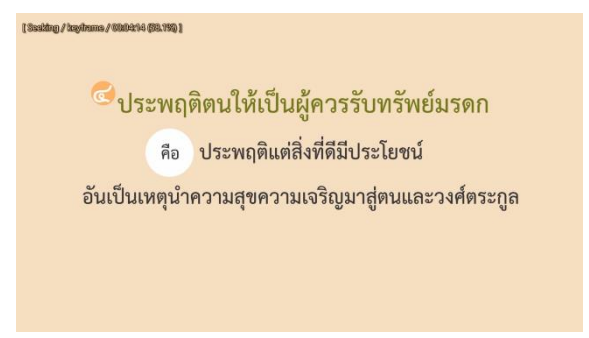 [ Seeking / keyframe / 00:04:14
๔ ประพฤติตนให้เป็นผู้ควรรับทรัพย์มรดก
คือ ประพฤติแต่สิ่งที่ดีมีประโยชน์
อันเป็นเหตุนำความสุขความเจริญมาสู่ตนและวงศ์ตระกูล